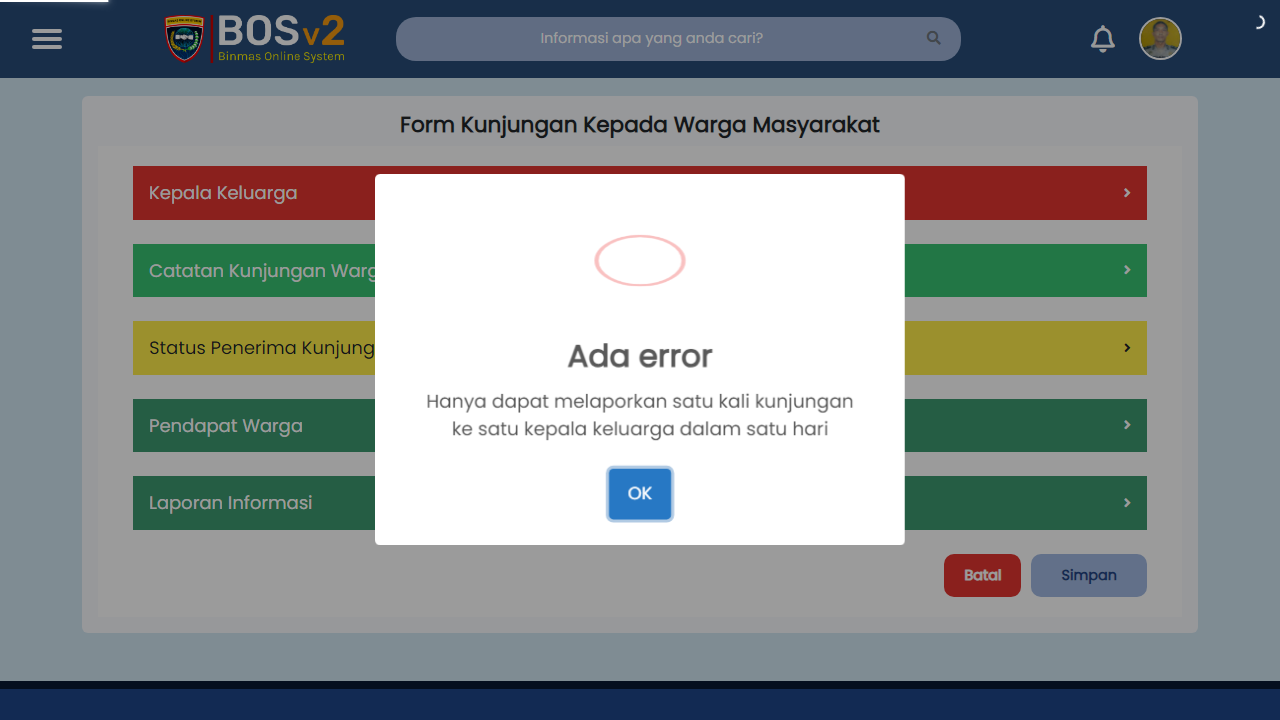 BOSv2
Binmas Online System
Informasi apa yang anda cari?
Form Kunjungan Kepada Warga Masyarakat
Kepala Keluarga
Catatan Kunjungan Warg
Status Penerima Kunjung
Pendapat Warga
Laporan Informasi
Ada error
Hanya dapat melaporkan satu kali kunjungan
ke satu kepala keluarga dalam satu hari
OK
Batal
Simpan